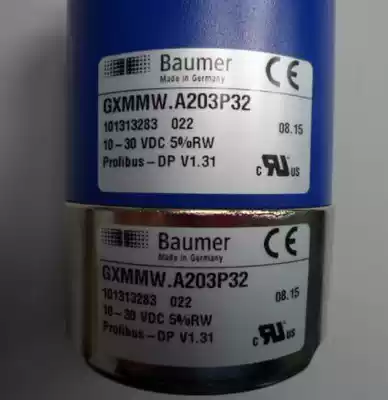 Baumer
Made in Germany
CE
GXMMW.A203P32
101313283 022 08.15
10-30 VDC 5%RW
Profibus-DP V1.31
c RU US
Baumer
Made in Germany
CE
GXMMW.A203P32
101313283 022 08.15
10-30 VDC 5%RW
Profibus-DP V1.31
c RU US